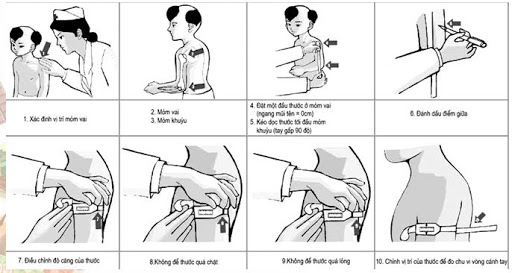 1. Xác định vị trí mỏm vai
2. Mỏm vai
3. Mỏm khuỷu
4. Đặt một đầu thước ở mỏm vai
(ngang mũi tên = 0cm)
5. Kéo dọc thước tới đầu mỏm
khuỷu (tay gấp 90 độ)
6. Đánh dấu điểm giữa
7. Điều chỉnh độ căng của thước
8.Không để thước quá chặt.
9.Không để thước quá lỏng
10. Chỉnh vị trí của thước để đo chu vi vòng cánh tay